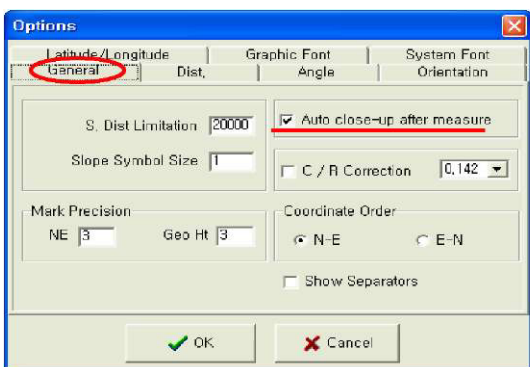 Options
Latitude/Longitude Graphic Font System Font
General Dist, Angle Orientation
S, Dist Limitation 20000
Auto close-up after measure
Slope Symbol Size 1
C / R Correction 0,142
Mark Precision
NE 3 Geo Ht 3
Coordinate Order
N-E E-N
Show Separators
OK Cancel